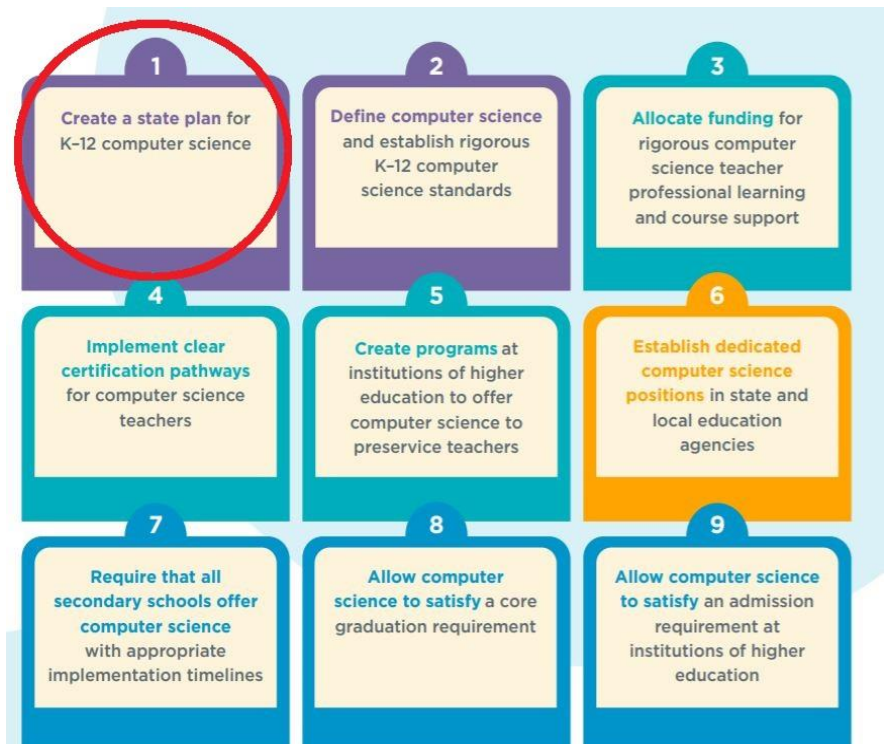 1
Create a state plan for
K–12 computer science
2
Define computer science
and establish rigorous
K–12 computer
science standards
3
Allocate funding for
rigorous computer
science teacher
professional learning
and course support
4
Implement clear
certification pathways
for computer science
teachers
5
Create programs at
institutions of higher
education to offer
computer science to
preservice teachers
6
Establish dedicated
computer science
positions in state and
local education
agencies
7
Require that all
secondary schools offer
computer science
with appropriate
implementation timelines
8
Allow computer
science to satisfy a core
graduation requirement
9
Allow computer science
to satisfy an admission
requirement at
institutions of higher
education